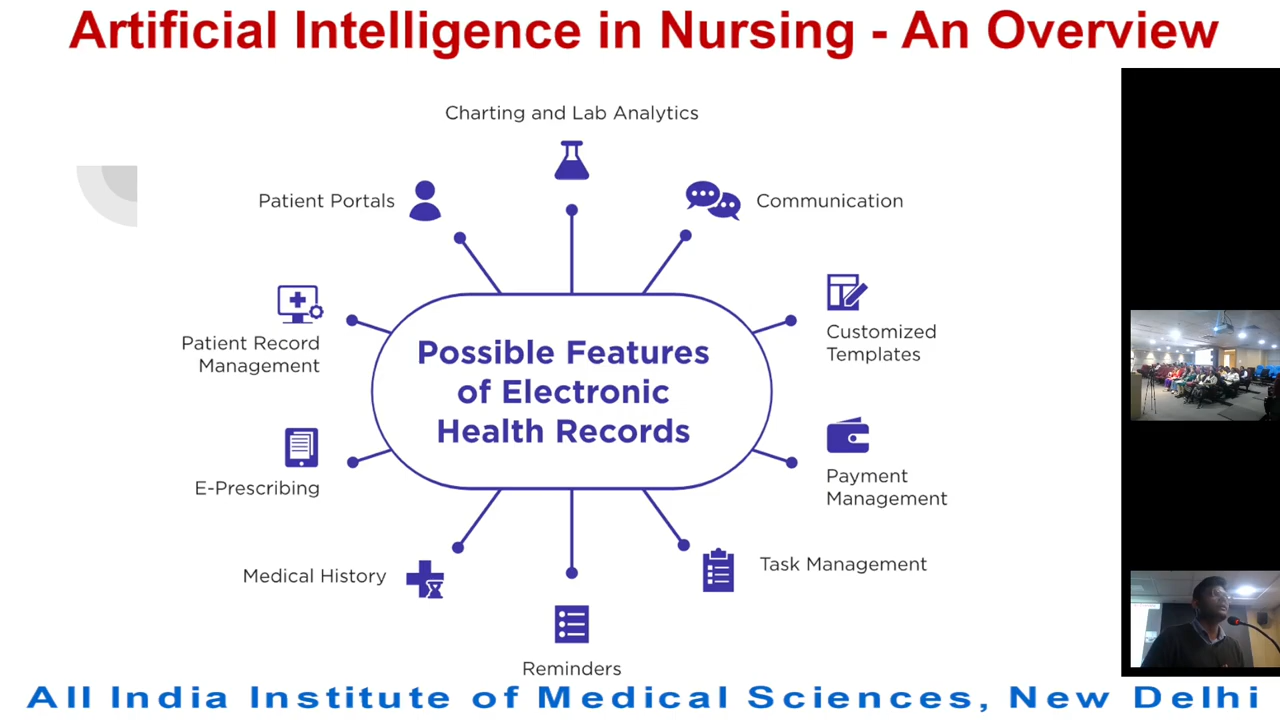 Artificial Intelligence in Nursing - An Overview
Charting and Lab Analytics
Patient Portals
Communication
Patient Record
Management
Customized
Templates
Possible Features
of Electronic
Health Records
E-Prescribing
Payment
Management
Medical History
Task Management
Reminders
All India Institute of Medical Sciences, New Delhi